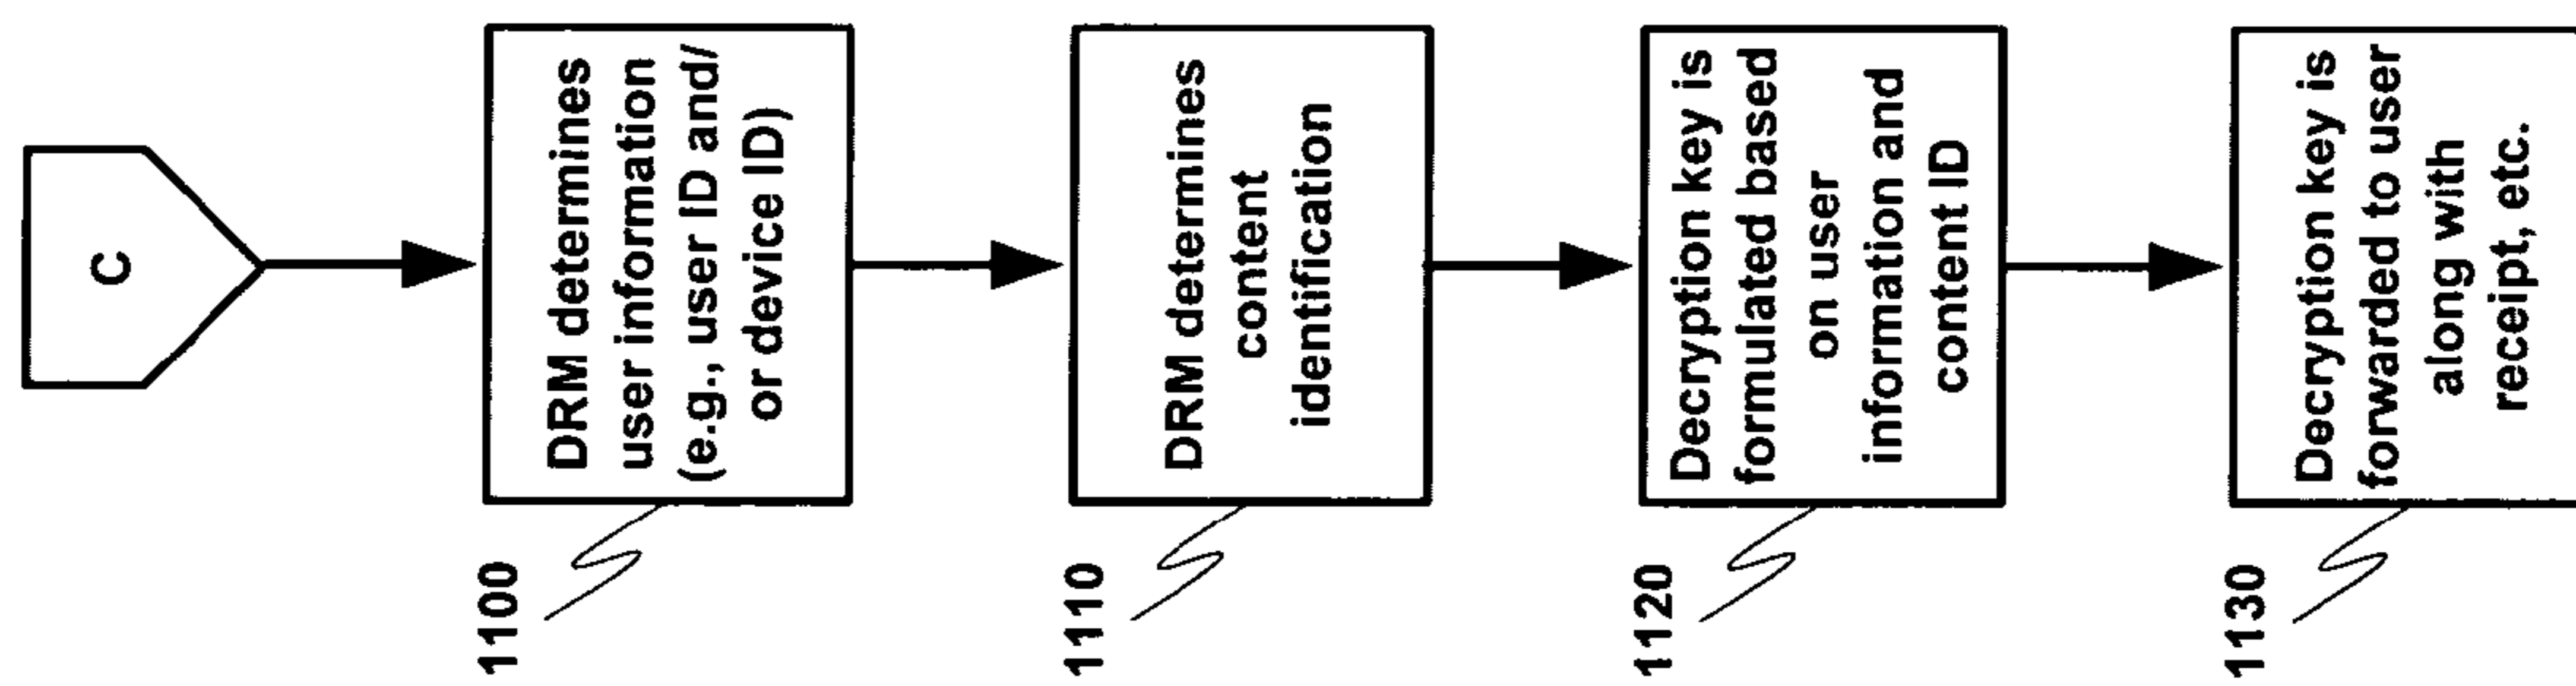 C
1100
DRM determines
user information
(e.g., user ID and/
or device ID)
1110
DRM determines
content
identification
1120
Decryption key is
formulated based
on user
information and
content ID
1130
Decryption key is
forwarded to user
along with
receipt, etc.